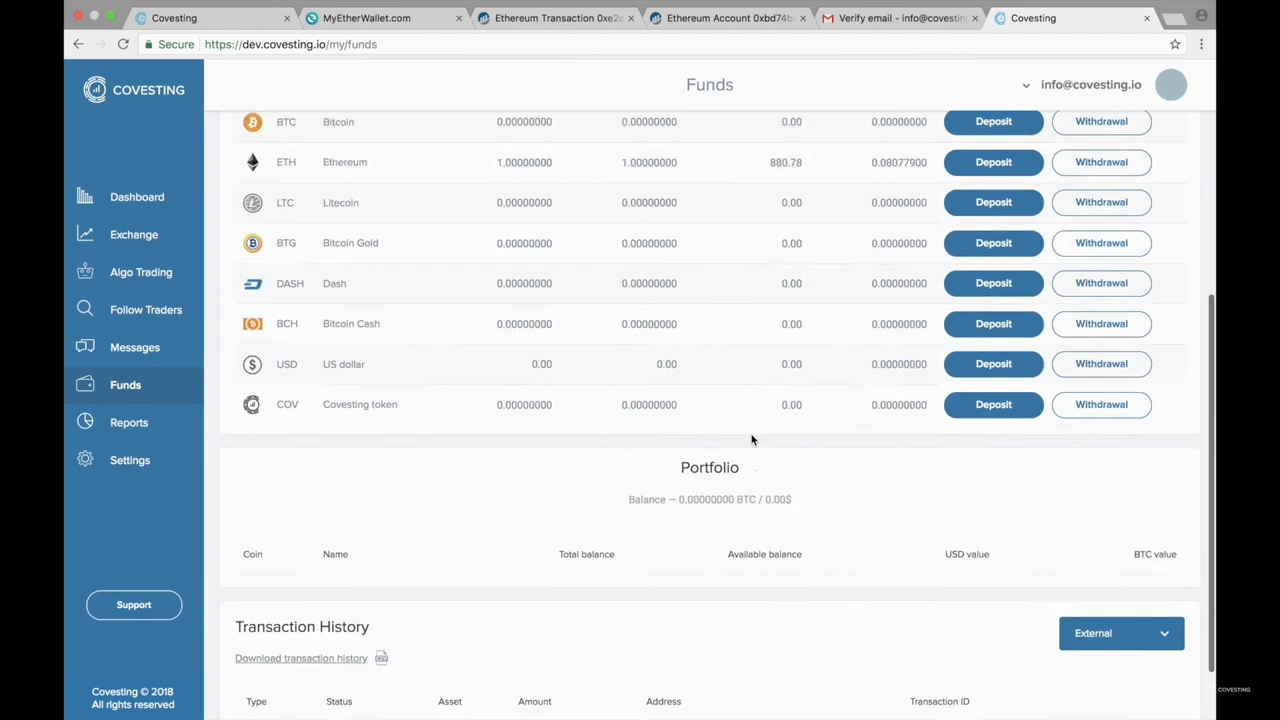 Covesting
MyEtherWallet.com
Ethereum Transaction 0xe2
Ethereum Account 0xbd74b
Verify email - info@covestin
Covesting
Secure https://dev.covesting.io/my/funds
COVESTING
Funds
info@covesting.io
BTC Bitcoin 0.00000000 0.00000000 0.00 0.00000000 Deposit Withdrawal
ETH Ethereum 1.00000000 1.00000000 880.78 0.08077900 Deposit Withdrawal
LTC Litecoin 0.00000000 0.00000000 0.00 0.00000000 Deposit Withdrawal
BTG Bitcoin Gold 0.00000000 0.00000000 0.00 0.00000000 Deposit Withdrawal
DASH Dash 0.00000000 0.00000000 0.00 0.00000000 Deposit Withdrawal
BCH Bitcoin Cash 0.00000000 0.00000000 0.00 0.00000000 Deposit Withdrawal
USD US dollar 0.00 0.00 0.00 0.00000000 Deposit Withdrawal
COV Covesting token 0.00000000 0.00000000 0.00 0.00000000 Deposit Withdrawal
Dashboard
Exchange
Algo Trading
Follow Traders
Messages
Funds
Reports
Settings
Support
Covesting © 2018
All rights reserved
Portfolio
Balance — 0.00000000 BTC / 0.00$
Coin Name Total balance Available balance USD value BTC value
Transaction History
External
Download transaction history
Type Status Asset Amount Address Transaction ID
COVESTING